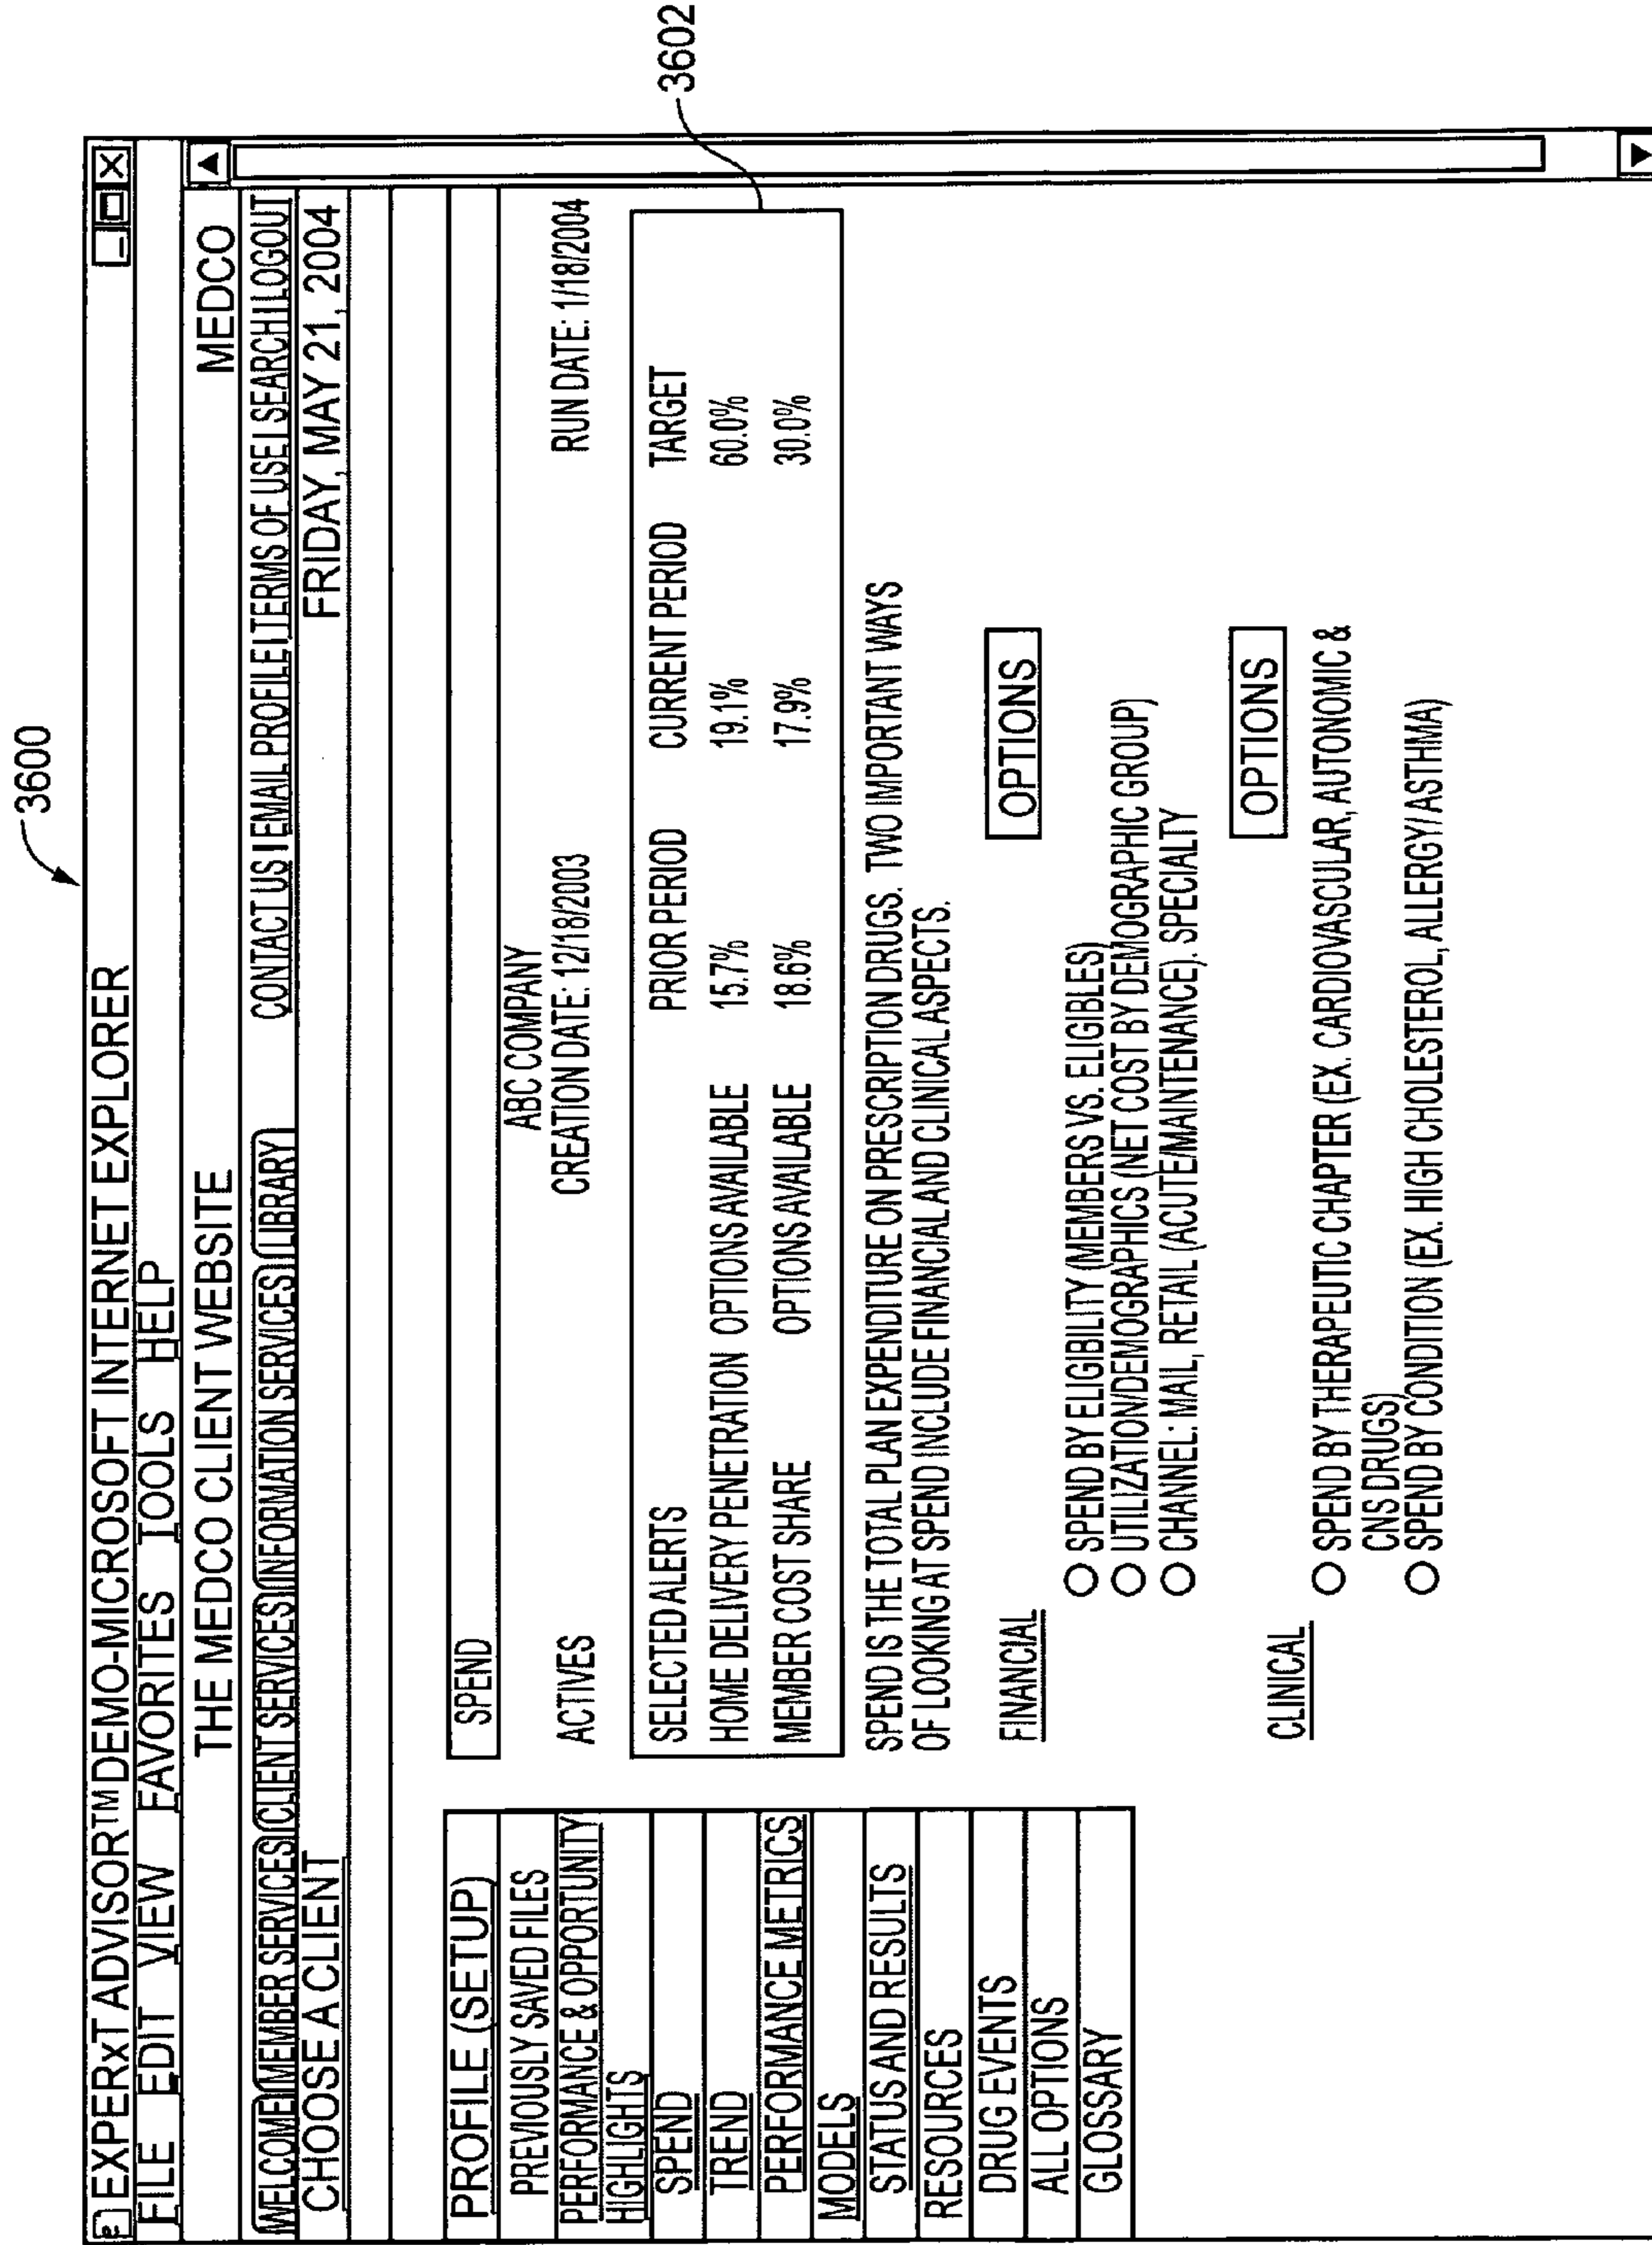 3600
EXPERxT ADVISOR™ DEMO-MICROSOFT INTERNET EXPLORER
FILE EDIT VIEW FAVORITES TOOLS HELP
THE MEDCO CLIENT WEBSITE MEDCO
WELCOME MEMBER SERVICES CLIENT SERVICES INFORMATION SERVICES LIBRARY CONTACT US | EMAIL PROFILE | TERMS OF USE | SEARCH | LOGOUT
CHOOSE A CLIENT FRIDAY, MAY 21, 2004
PROFILE (SETUP)
PREVIOUSLY SAVED FILES
PERFORMANCE & OPPORTUNITY
HIGHLIGHTS
SPEND
TREND
PERFORMANCE METRICS
MODELS
STATUS AND RESULTS
RESOURCES
DRUG EVENTS
ALL OPTIONS
GLOSSARY
SPEND
ABC COMPANY
ACTIVES CREATION DATE: 12/18/2003 RUN DATE: 1/18/2004
3602
SELECTED ALERTS PRIOR PERIOD CURRENT PERIOD TARGET
HOME DELIVERY PENETRATION OPTIONS AVAILABLE 15.7% 19.1% 60.0%
MEMBER COST SHARE OPTIONS AVAILABLE 18.6% 17.9% 30.0%
SPEND IS THE TOTAL PLAN EXPENDITURE ON PRESCRIPTION DRUGS. TWO IMPORTANT WAYS
OF LOOKING AT SPEND INCLUDE FINANCIAL AND CLINICAL ASPECTS.
FINANCIAL OPTIONS
SPEND BY ELIGIBILITY (MEMBERS VS. ELIGIBLES)
UTILIZATION/DEMOGRAPHICS (NET COST BY DEMOGRAPHIC GROUP)
CHANNEL: MAIL, RETAIL (ACUTE/MAINTENANCE). SPECIALTY
CLINICAL OPTIONS
SPEND BY THERAPEUTIC CHAPTER (EX. CARDIOVASCULAR, AUTONOMIC &
CNS DRUGS)
SPEND BY CONDITION (EX. HIGH CHOLESTEROL, ALLERGY/ASTHMA)